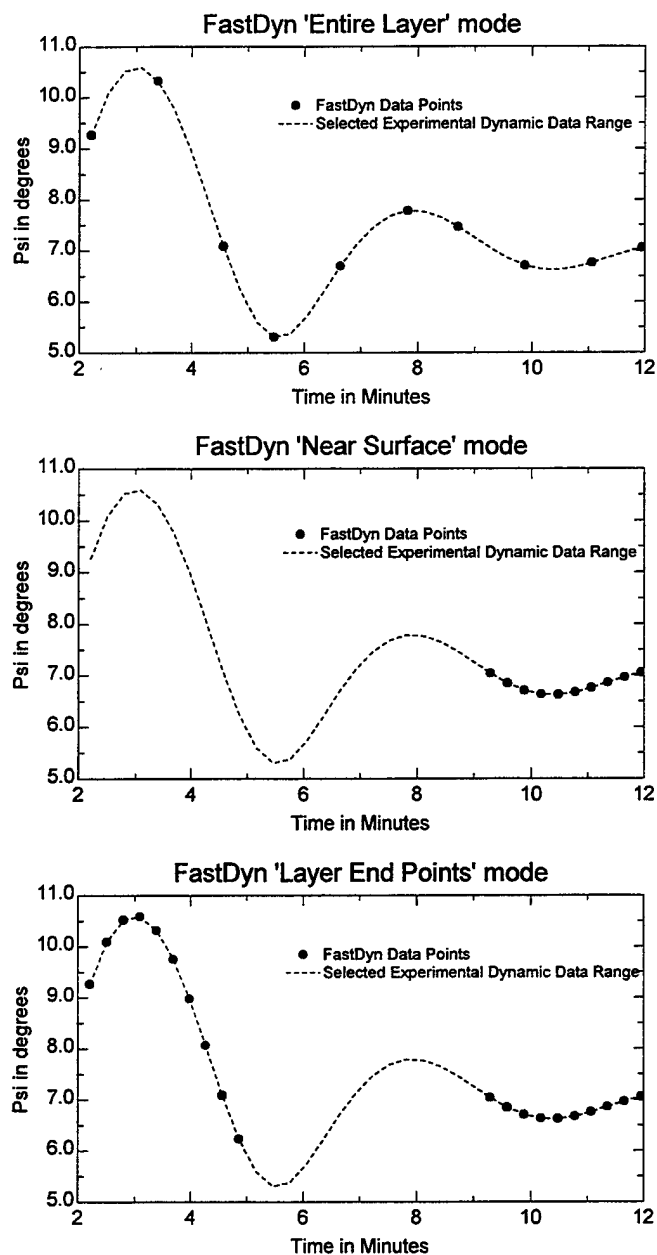 FastDyn 'Entire Layer' mode
11.0
10.0
9.0
8.0
7.0
6.0
5.0
Psi in degrees
FastDyn Data Points
Selected Experimental Dynamic Data Range
2 4 6 8 10 12
Time in Minutes
FastDyn 'Near Surface' mode
11.0
10.0
9.0
8.0
7.0
6.0
5.0
Psi in degrees
FastDyn Data Points
Selected Experimental Dynamic Data Range
2 4 6 8 10 12
Time in Minutes
FastDyn 'Layer End Points' mode
11.0
10.0
9.0
8.0
7.0
6.0
5.0
Psi in degrees
FastDyn Data Points
Selected Experimental Dynamic Data Range
2 4 6 8 10 12
Time in Minutes